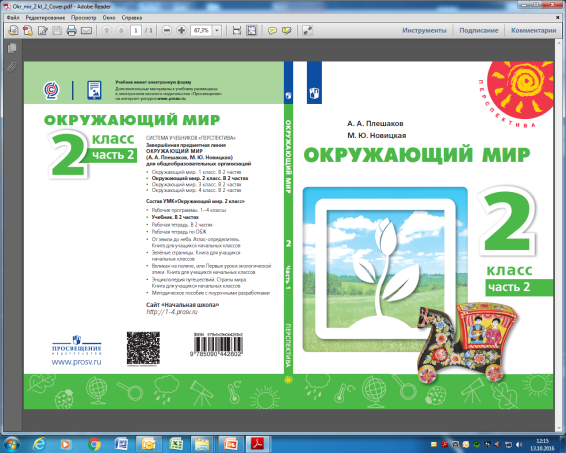 Okr_mir_2 kl_2_Cover.pdf - Adobe Reader
Файл Редактирование Просмотр Окно Справка
1 / 1
67,3%
Инструменты Подписание Комментарии
Учебник имеет электронную форму
Дополнительные материалы к учебнику размещены
в электронном каталоге издательства «Просвещение»
на интернет-ресурсе www.prosv.ru
ОКРУЖАЮЩИЙ МИР
2 КЛАСС
часть 2
СИСТЕМА УЧЕБНИКОВ «ПЕРСПЕКТИВА»
Завершённая предметная линия
ОКРУЖАЮЩИЙ МИР
(А. А. Плешаков, М. Ю. Новицкая)
для общеобразовательных организаций
• Окружающий мир. 1 класс. В 2 частях
• Окружающий мир. 2 класс. В 2 частях
• Окружающий мир. 3 класс. В 2 частях
• Окружающий мир. 4 класс. В 2 частях
Состав УМК «Окружающий мир. 2 класс»
• Рабочие программы. 1–4 классы
• Учебник. В 2 частях
• Рабочая тетрадь. В 2 частях
• Рабочая тетрадь по ОБЖ
• От земли до неба. Атлас-определитель.
Книга для учащихся начальных классов
• Зелёные страницы. Книга для учащихся
начальных классов
• Великан на поляне, или Первые уроки экологической
этики. Книга для учащихся начальных классов
• Энциклопедия путешествий. Страны мира.
Книга для учащихся начальных классов
• Методическое пособие с поурочными разработками
Сайт «Начальная школа»
http://1-4.prosv.ru
ПРОСВЕЩЕНИЕ
ИЗДАТЕЛЬСТВО
www.prosv.ru
9 785090 442602
ОКРУЖАЮЩИЙ МИР
2
Часть 1
ПЕРСПЕКТИВА
ПЕРСПЕКТИВА
А. А. Плешаков
М. Ю. Новицкая
ОКРУЖАЮЩИЙ МИР
2
КЛАСС
часть 2
12:15
13.10.2016